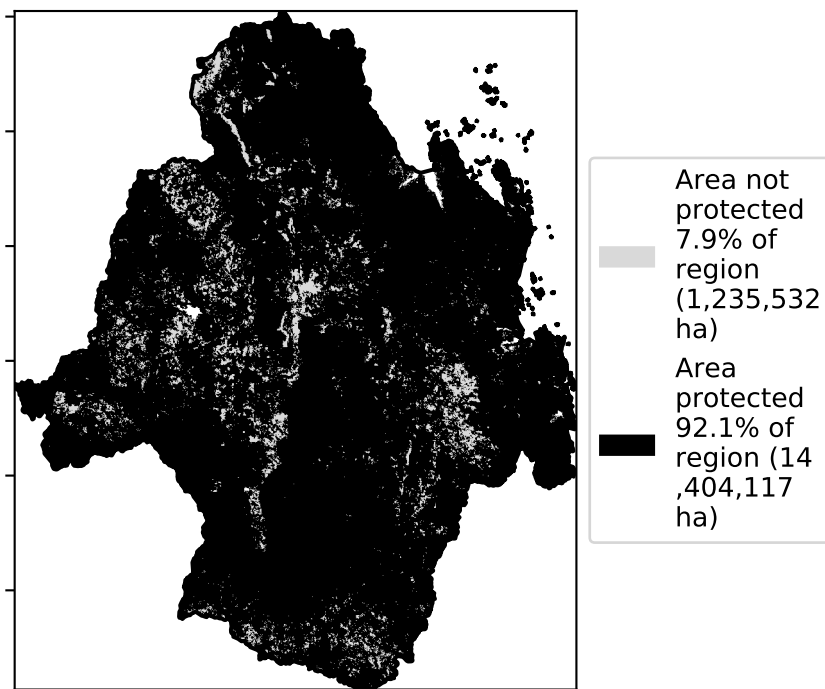 Area not
protected
7.9% of
region
(1,235,532
ha)
Area
protected
92.1% of
region (14
,404,117
ha)